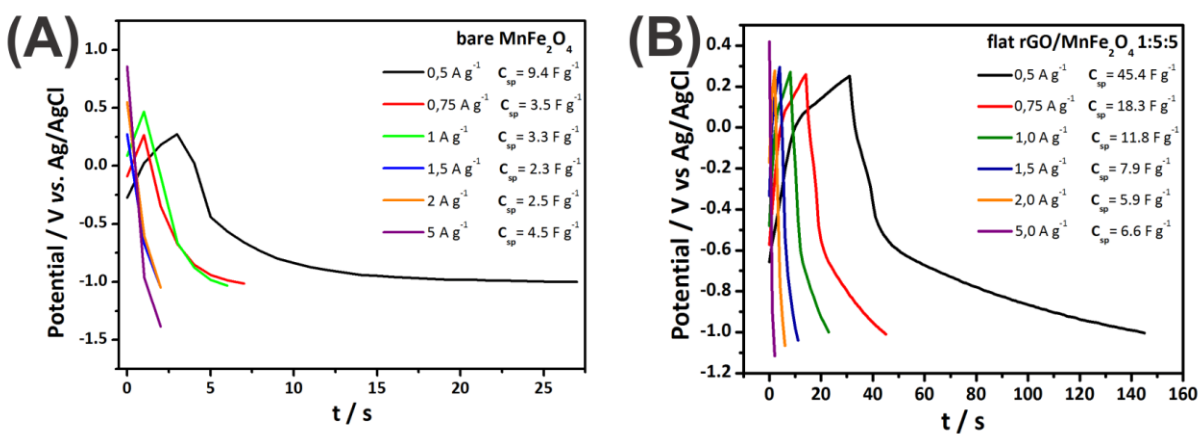 (A)
bare MnFe₂O₄
0,5 A g⁻¹ Cₛₚ = 9.4 F g⁻¹
0,75 A g⁻¹ Cₛₚ = 3.5 F g⁻¹
1 A g⁻¹ Cₛₚ = 3.3 F g⁻¹
1,5 A g⁻¹ Cₛₚ = 2.3 F g⁻¹
2 A g⁻¹ Cₛₚ = 2.5 F g⁻¹
5 A g⁻¹ Cₛₚ = 4.5 F g⁻¹
Potential / V vs. Ag/AgCl
1.0
0.5
0.0
-0.5
-1.0
-1.5
0 5 10 15 20 25
t / s
(B)
flat rGO/MnFe₂O₄ 1:5:5
0,5 A g⁻¹ Cₛₚ = 45.4 F g⁻¹
0,75 A g⁻¹ Cₛₚ = 18.3 F g⁻¹
1,0 A g⁻¹ Cₛₚ = 11.8 F g⁻¹
1,5 A g⁻¹ Cₛₚ = 7.9 F g⁻¹
2,0 A g⁻¹ Cₛₚ = 5.9 F g⁻¹
5,0 A g⁻¹ Cₛₚ = 6.6 F g⁻¹
Potential / V vs Ag/AgCl
0.4
0.2
0.0
-0.2
-0.4
-0.6
-0.8
-1.0
-1.2
0 20 40 60 80 100 120 140 160
t / s